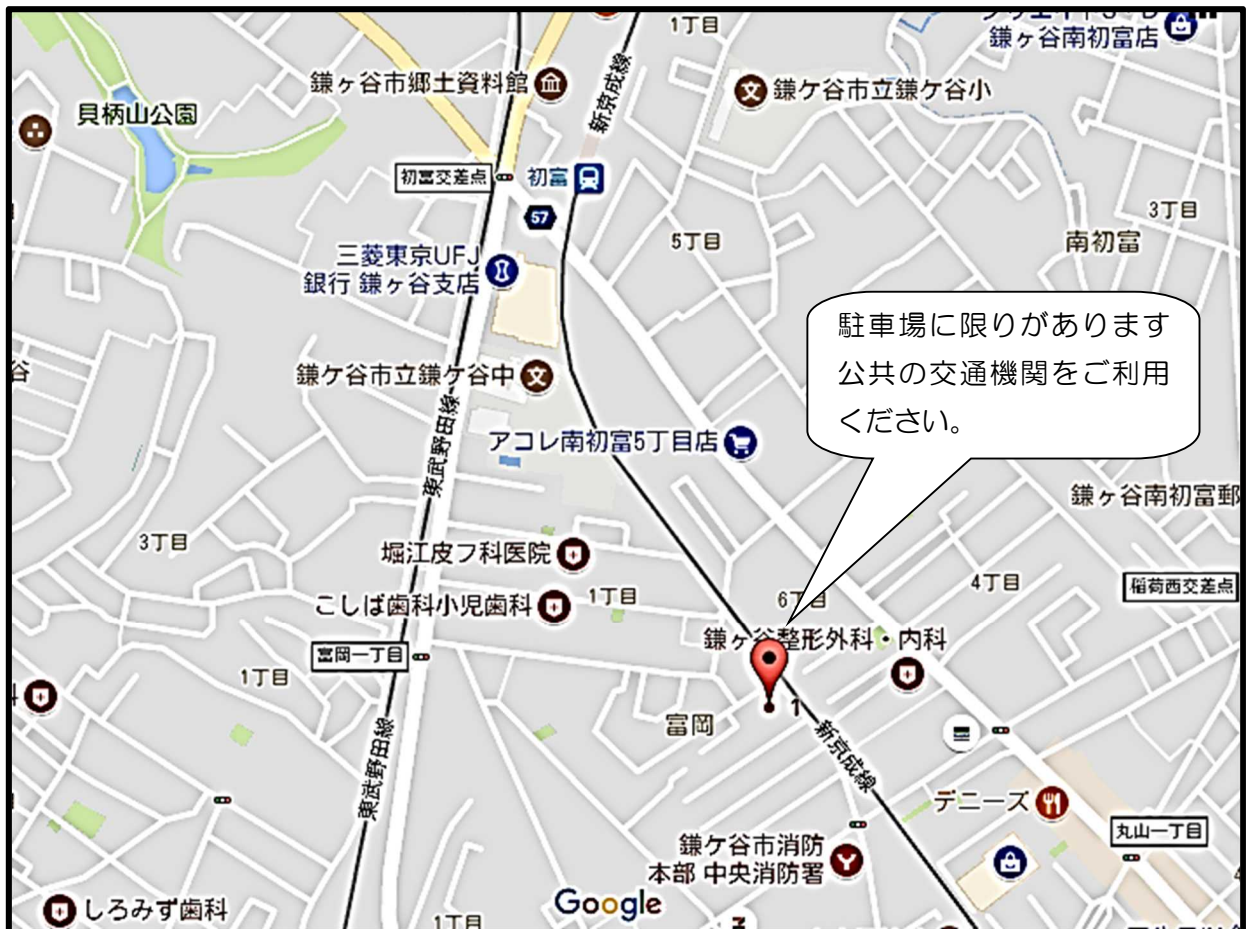 1丁目
鎌ヶ谷南初富店
鎌ヶ谷市郷土資料館
新京成線
鎌ケ谷市立鎌ケ谷小
貝柄山公園
初富交差点
初富
57
3丁目
5丁目
南初富
三菱東京UFJ
銀行 鎌ヶ谷支店
駐車場に限りがあります
公共の交通機関をご利用
ください。
谷
鎌ケ谷市立鎌ケ谷中
東武野田線
アコレ南初富5丁目店
鎌ヶ谷南初富郵
3丁目
堀江皮フ科医院
4丁目
稲荷西交差点
こしば歯科小児歯科
1丁目
6丁目
鎌ヶ谷整形外科・内科
富岡一丁目
1丁目
1
富岡
東武野田線
新京成線
デニーズ
丸山一丁目
鎌ケ谷市消防
本部 中央消防署
しろみず歯科
Google
1丁目